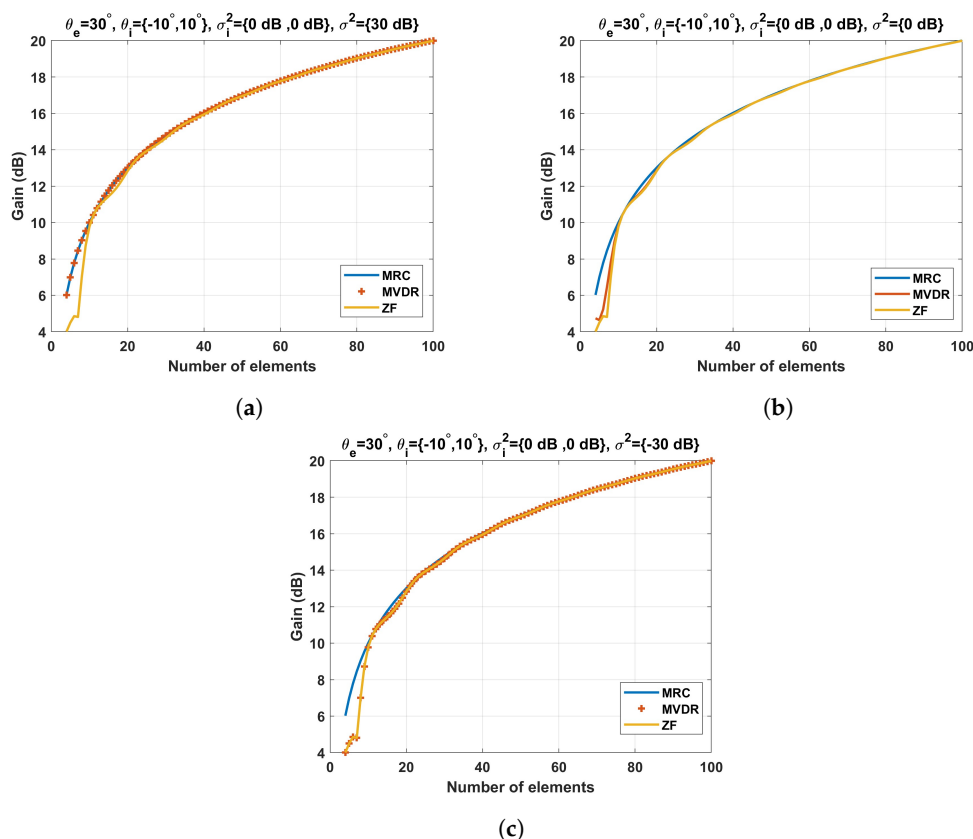 θe=30°, θi={-10°,10°}, σi²={0 dB ,0 dB}, σ²={30 dB}
20
18
16
14
12
10
8
6
4
Gain (dB)
0
20
40
60
80
100
Number of elements
MRC
MVDR
ZF
(a)
θe=30°, θi={-10°,10°}, σi²={0 dB ,0 dB}, σ²={0 dB}
20
18
16
14
12
10
8
6
4
Gain (dB)
0
20
40
60
80
100
Number of elements
MRC
MVDR
ZF
(b)
θe=30°, θi={-10°,10°}, σi²={0 dB ,0 dB}, σ²={-30 dB}
20
18
16
14
12
10
8
6
4
Gain (dB)
0
20
40
60
80
100
Number of elements
MRC
MVDR
ZF
(c)